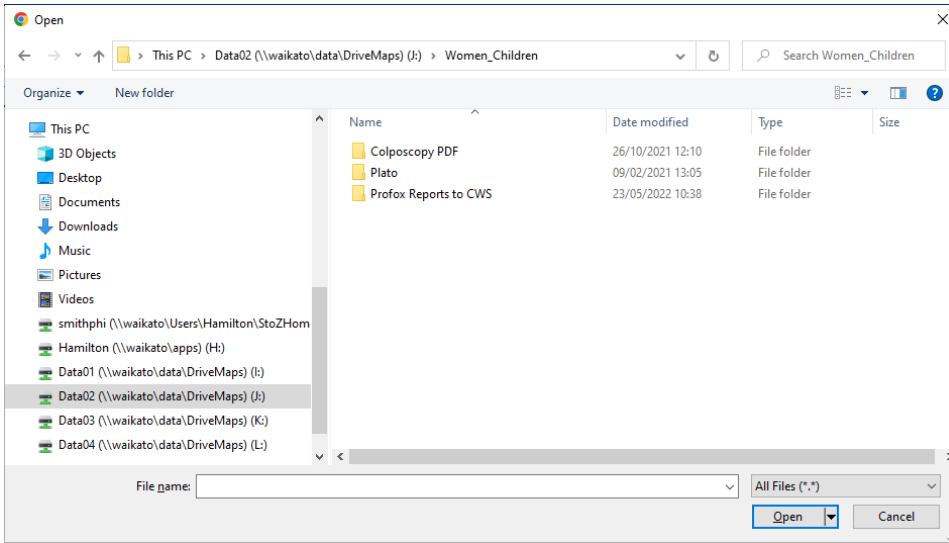 Open
This PC > Data02 (\\waikato\data\DriveMaps) (J:) > Women_Children
Search Women_Children
Organize
New folder
Name Date modified Type Size
This PC
3D Objects
Desktop
Documents
Downloads
Music
Pictures
Videos
smithphi (\\waikato\Users\Hamilton\StoZHom
Hamilton (\\waikato\apps) (H:)
Data01 (\\waikato\data\DriveMaps) (I:)
Data02 (\\waikato\data\DriveMaps) (J:)
Data03 (\\waikato\data\DriveMaps) (K:)
Data04 (\\waikato\data\DriveMaps) (L:)
Colposcopy PDF 26/10/2021 12:10 File folder
Plato 09/02/2021 13:05 File folder
Profox Reports to CWS 23/05/2022 10:38 File folder
File name:
All Files (*.*)
Open
Cancel